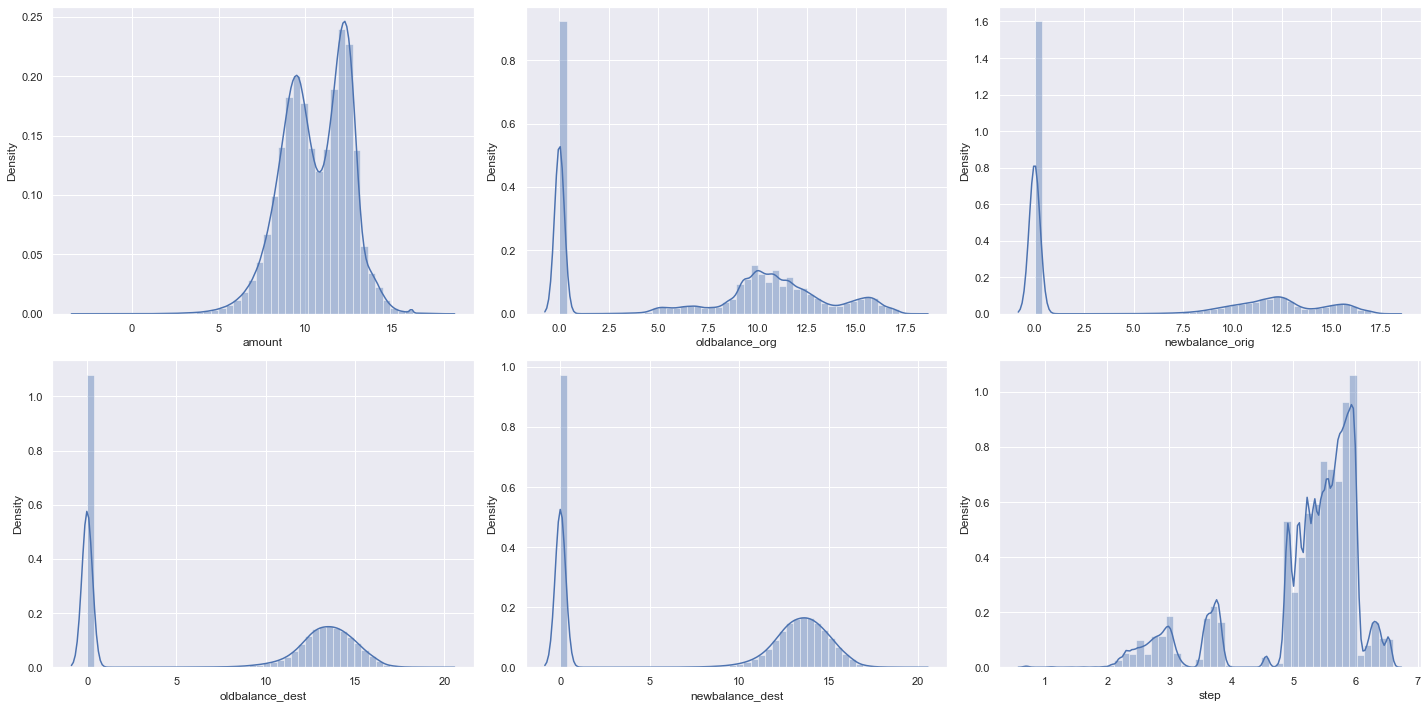 0.25
0.20
0.15
0.10
0.05
0.00
Density
0 5 10 15
amount
0.8
0.6
0.4
0.2
0.0
Density
0.0 2.5 5.0 7.5 10.0 12.5 15.0 17.5
oldbalance_org
1.6
1.4
1.2
1.0
0.8
0.6
0.4
0.2
0.0
Density
0.0 2.5 5.0 7.5 10.0 12.5 15.0 17.5
newbalance_orig
1.0
0.8
0.6
0.4
0.2
0.0
Density
0 5 10 15 20
oldbalance_dest
1.0
0.8
0.6
0.4
0.2
0.0
Density
0 5 10 15 20
newbalance_dest
1.0
0.8
0.6
0.4
0.2
0.0
Density
1 2 3 4 5 6 7
step